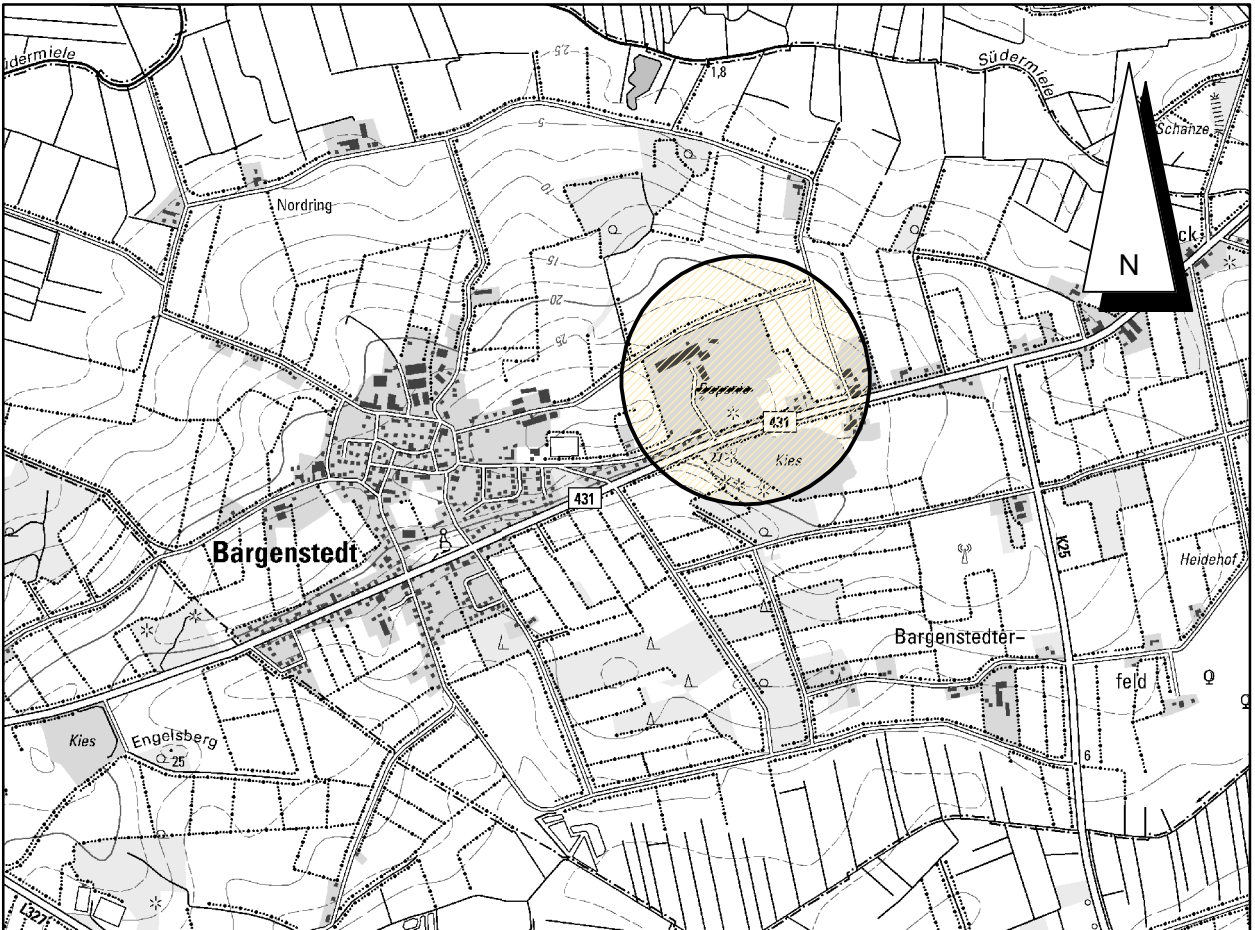 Südermiele
1,8
2,5
5
Schanze
Nordring
10
15
20
25
N
ck
431
Kies
431
Bargenstedt
K25
Heidehof
Bargenstedter-
feld
Kies
Engelsberg
25
6
L327